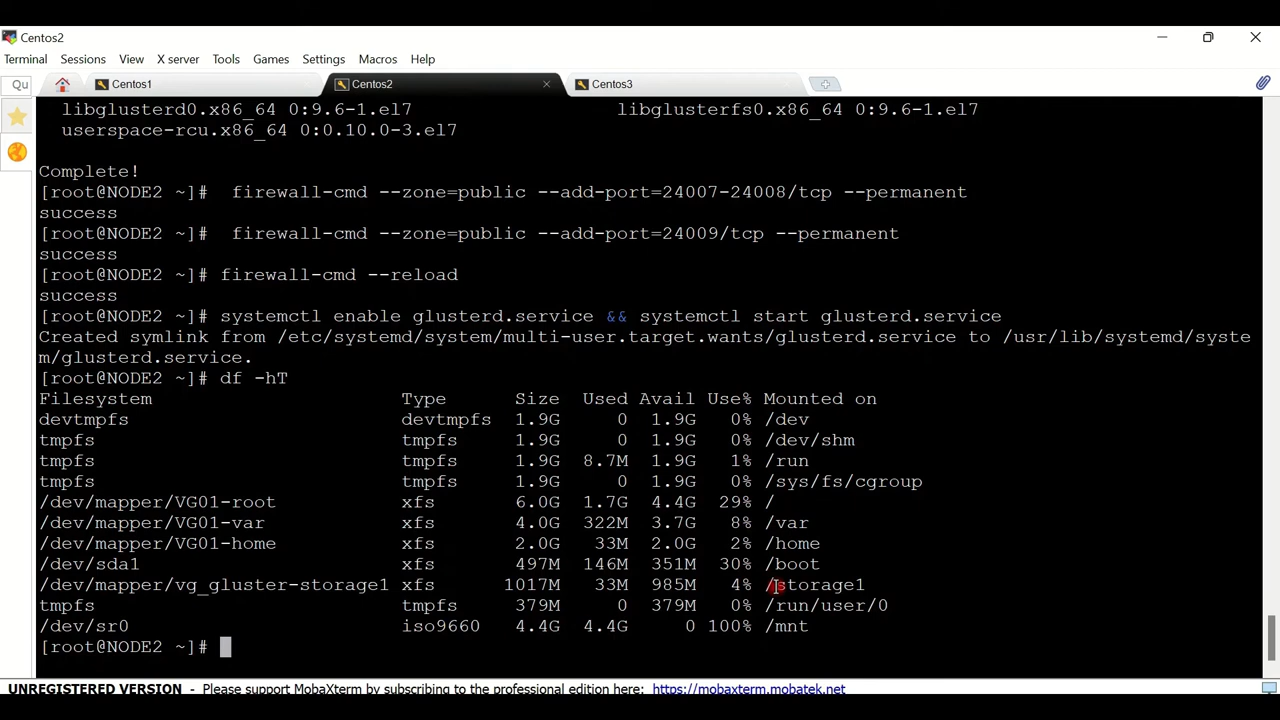 Centos2
Terminal Sessions View X server Tools Settings Games Macros Help
Qu Centos1 Centos2 Centos3
libglusterd0.x86_64 0:9.6-1.el7 libglusterfs0.x86_64 0:9.6-1.el7
userspace-rcu.x86_64 0:0.10.0-3.el7
Complete!
[root@NODE2 ~]#  firewall-cmd --zone=public --add-port=24007-24008/tcp --permanent
success
[root@NODE2 ~]#  firewall-cmd --zone=public --add-port=24009/tcp --permanent
success
[root@NODE2 ~]# firewall-cmd --reload
success
[root@NODE2 ~]# systemctl enable glusterd.service && systemctl start glusterd.service
Created symlink from /etc/systemd/system/multi-user.target.wants/glusterd.service to /usr/lib/systemd/syste
m/glusterd.service.
[root@NODE2 ~]# df -hT
Filesystem Type Size Used Avail Use% Mounted on
devtmpfs devtmpfs 1.9G 0 1.9G 0% /dev
tmpfs tmpfs 1.9G 0 1.9G 0% /dev/shm
tmpfs tmpfs 1.9G 8.7M 1.9G 1% /run
tmpfs tmpfs 1.9G 0 1.9G 0% /sys/fs/cgroup
/dev/mapper/VG01-root xfs 6.0G 1.7G 4.4G 29% /
/dev/mapper/VG01-var xfs 4.0G 322M 3.7G 8% /var
/dev/mapper/VG01-home xfs 2.0G 33M 2.0G 2% /home
/dev/sda1 xfs 497M 146M 351M 30% /boot
/dev/mapper/vg_gluster-storage1 xfs 1017M 33M 985M 4% /storage1
tmpfs tmpfs 379M 0 379M 0% /run/user/0
/dev/sr0 iso9660 4.4G 4.4G 0 100% /mnt
[root@NODE2 ~]#
UNREGISTERED VERSION - Please support MobaXterm by subscribing to the professional edition here: https://mobaxterm.mobatek.net